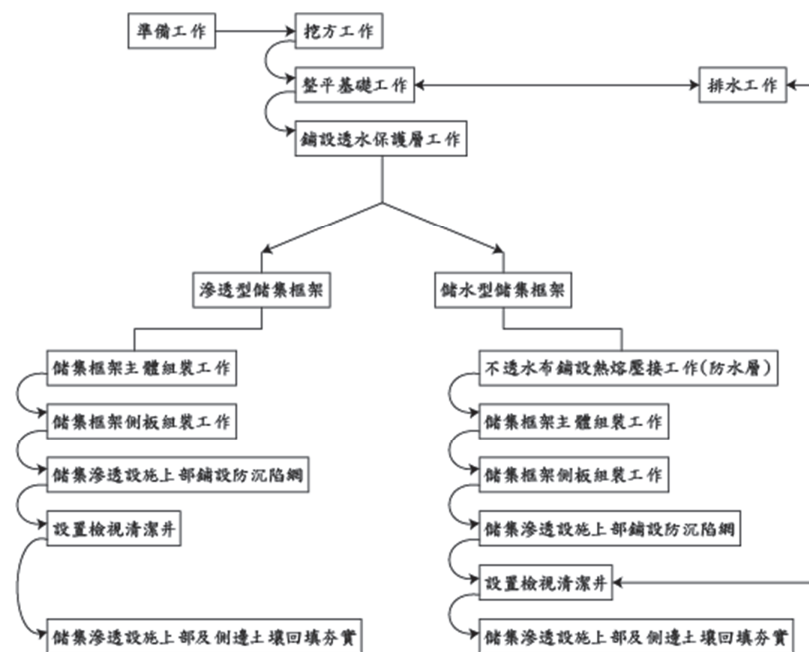 準備工作
挖方工作
整平基礎工作
排水工作
鋪設透水保護層工作
滲透型儲集框架
儲水型儲集框架
儲集框架主體組裝工作
儲集框架側板組裝工作
儲集滲透設施上部鋪設防沉陷網
設置檢視清潔井
儲集滲透設施上部及側邊土壤回填夯實
不透水布鋪設熱熔壓接工作(防水層)
儲集框架主體組裝工作
儲集框架側板組裝工作
儲集滲透設施上部鋪設防沉陷網
設置檢視清潔井
儲集滲透設施上部及側邊土壤回填夯實